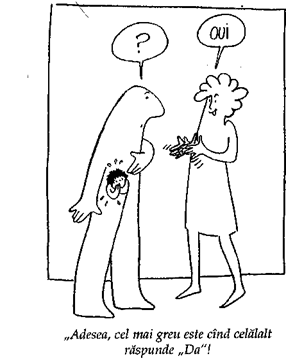 ?
OUI
„Adesea, cel mai greu este cînd celălalt
răspunde „Da“!